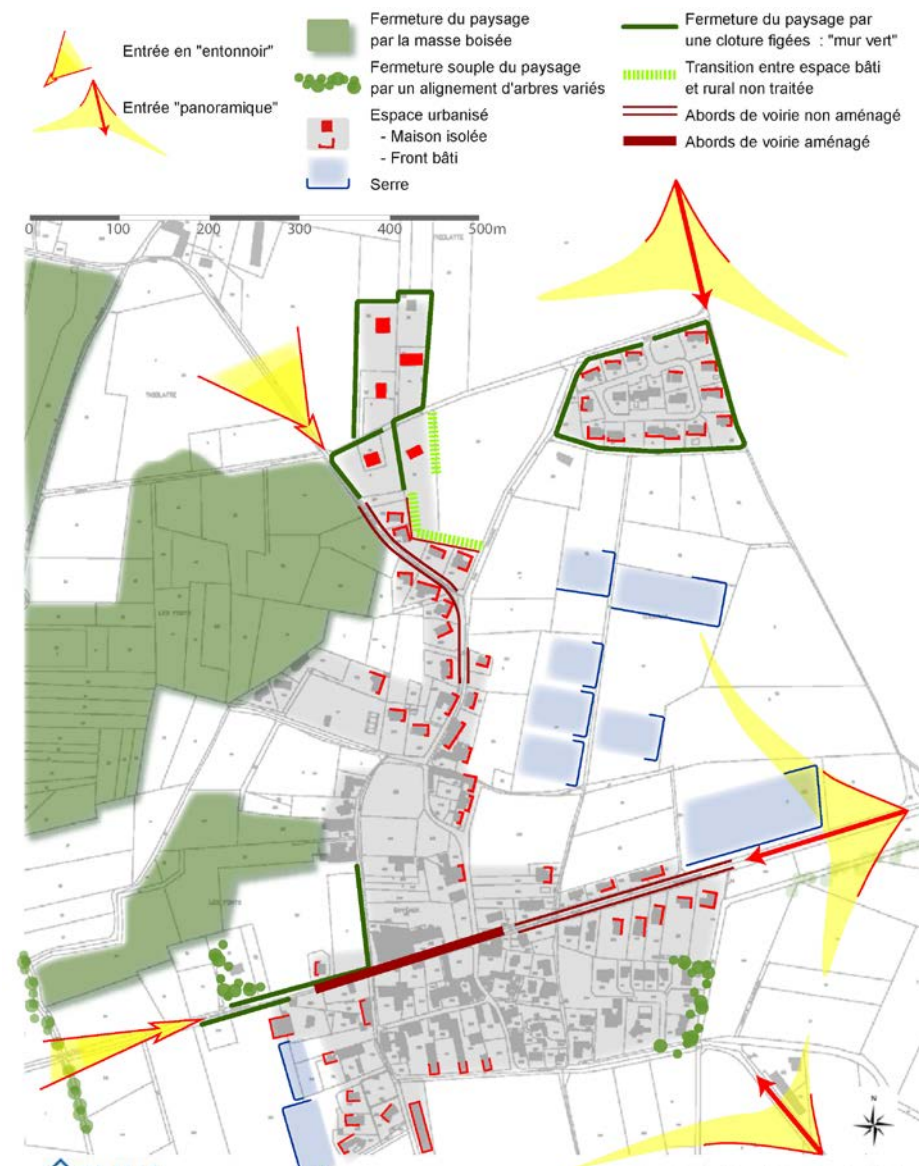 Entrée en "entonnoir"
Entrée "panoramique"
Fermeture du paysage
par la masse boisée
Fermeture souple du paysage
par un alignement d'arbres variés
Espace urbanisé
- Maison isolée
- Front bâti
Serre
Fermeture du paysage par
une cloture figées : "mur vert"
Transition entre espace bâti
et rural non traitée
Abords de voirie non aménagé
Abords de voirie aménagé
0 100 200 300 400 500m
N